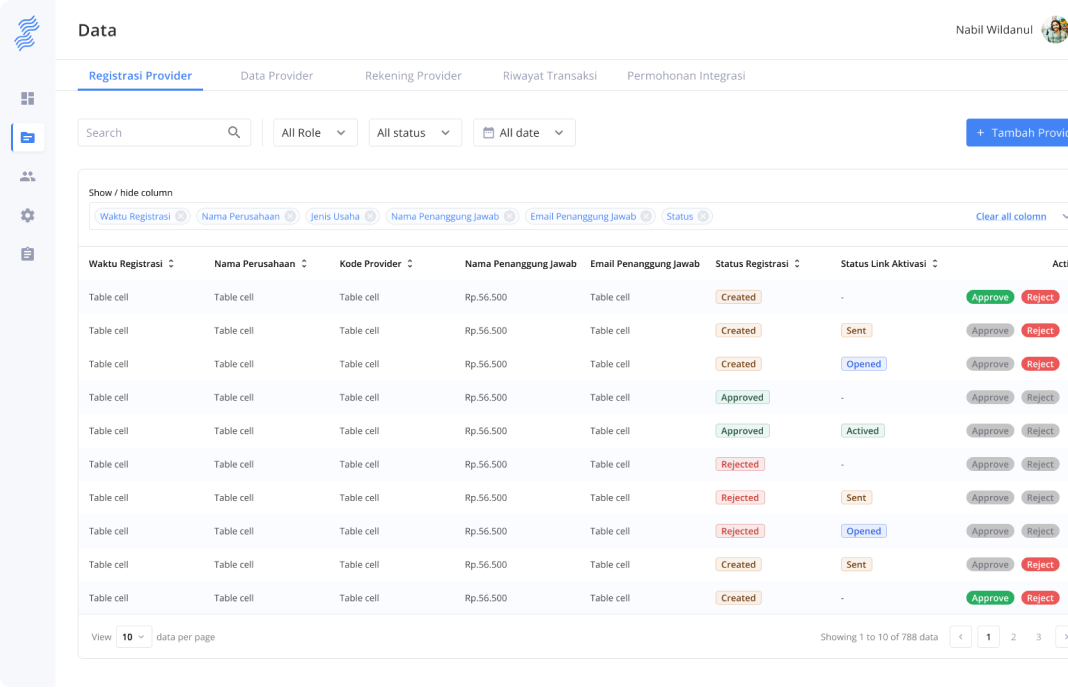 Data
Nabil Wildanul
Registrasi Provider Data Provider Rekening Provider Riwayat Transaksi Permohonan Integrasi
Search All Role All status All date + Tambah Provid
Show / hide column
Waktu Registrasi Nama Perusahaan Jenis Usaha Nama Penanggung Jawab Email Penanggung Jawab Status Clear all colomn
Waktu Registrasi Nama Perusahaan Kode Provider Nama Penanggung Jawab Email Penanggung Jawab Status Registrasi Status Link Aktivasi Acti
Table cell Table cell Table cell Rp.56.500 Table cell Created - Approve Reject
Table cell Table cell Table cell Rp.56.500 Table cell Created Sent Approve Reject
Table cell Table cell Table cell Rp.56.500 Table cell Created Opened Approve Reject
Table cell Table cell Table cell Rp.56.500 Table cell Approved - Approve Reject
Table cell Table cell Table cell Rp.56.500 Table cell Approved Actived Approve Reject
Table cell Table cell Table cell Rp.56.500 Table cell Rejected - Approve Reject
Table cell Table cell Table cell Rp.56.500 Table cell Rejected Sent Approve Reject
Table cell Table cell Table cell Rp.56.500 Table cell Rejected Opened Approve Reject
Table cell Table cell Table cell Rp.56.500 Table cell Created Sent Approve Reject
Table cell Table cell Table cell Rp.56.500 Table cell Created - Approve Reject
View 10 data per page Showing 1 to 10 of 788 data < 1 2 3 >